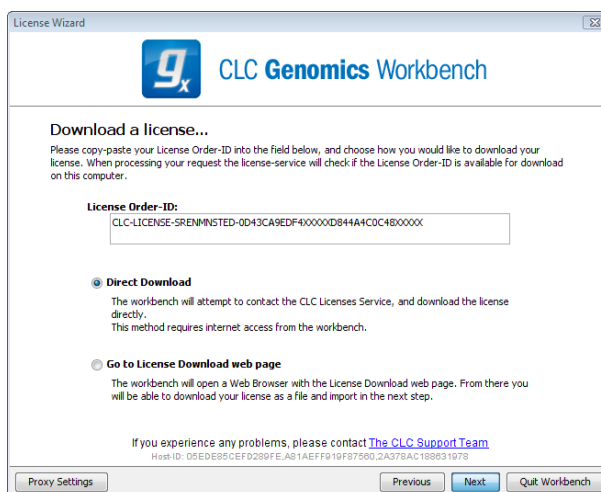 License Wizard
gx CLC Genomics Workbench
Download a license...
Please copy-paste your License Order-ID into the field below, and choose how you would like to download your
license. When processing your request the license-service will check if the License Order-ID is available for download
on this computer.
License Order-ID:
CLC-LICENSE-SRENMNSTED-0D43CA9EDF4XXXXXD844A4C0C48XXXXX
Direct Download
The workbench will attempt to contact the CLC Licenses Service, and download the license
directly.
This method requires internet access from the workbench.
Go to License Download web page
The workbench will open a Web Browser with the License Download web page. From there you
will be able to download your license as a file and import in the next step.
If you experience any problems, please contact The CLC Support Team
Host-ID: 05EDE85CEFD289FE,A81AEFF919F87560,2A378AC188631978
Proxy Settings Previous Next Quit Workbench